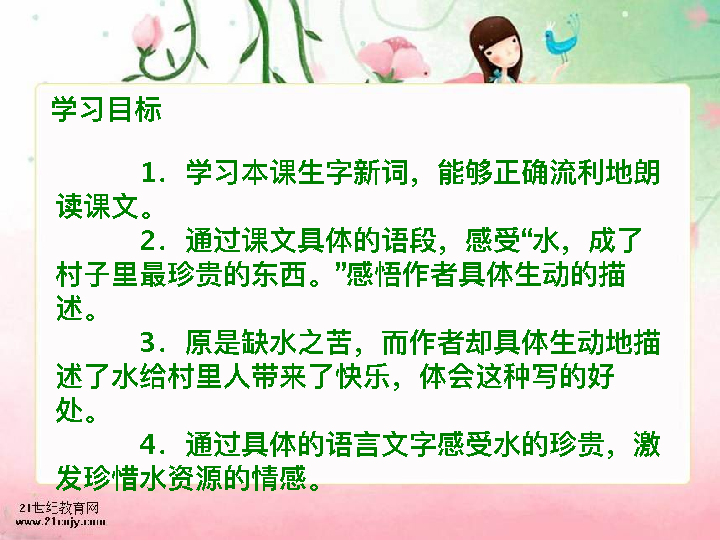 学习目标
1．学习本课生字新词，能够正确流利地朗
读课文。
2．通过课文具体的语段，感受“水，成了
村子里最珍贵的东西。”感悟作者具体生动的描
述。
3．原是缺水之苦，而作者却具体生动地描
述了水给村里人带来了快乐，体会这种写的好
处。
4．通过具体的语言文字感受水的珍贵，激
发珍惜水资源的情感。
21世纪教育网
www.21cnjy.com